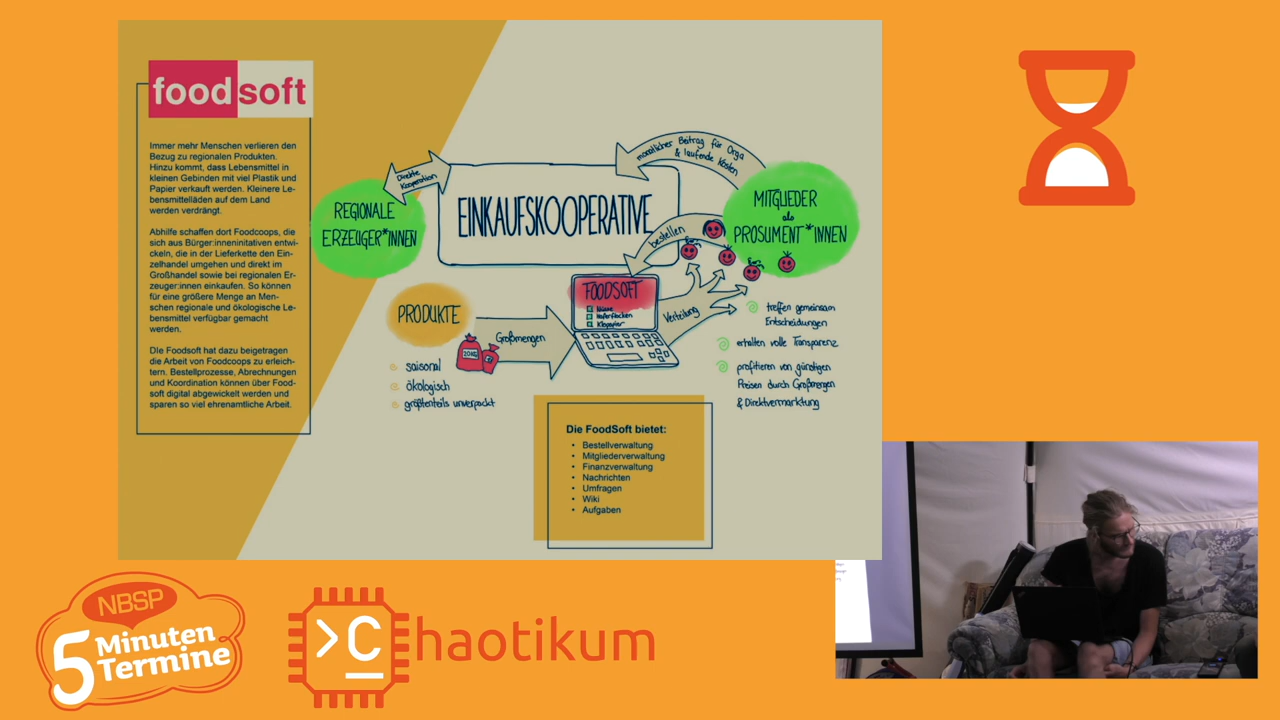 foodsoft
Immer mehr Menschen verlieren den
Bezug zu regionalen Produkten.
Hinzu kommt, dass Lebensmittel in
kleinen Gebinden mit viel Plastik und
Papier verkauft werden. Kleinere Le-
bensmittelläden auf dem Land
werden verdrängt.
Abhilfe schaffen dort Foodcoops, die
sich aus Bürger:inneninitativen entwi-
ckeln, die in der Lieferkette den Ein-
zelhandel umgehen und direkt im
Großhandel sowie bei regionalen Er-
zeuger:innen einkaufen. So können
für eine größere Menge an Men-
schen regionale und ökologische Le-
bensmittel verfügbar gemacht
werden.
Die Foodsoft hat dazu beigetragen
die Arbeit von Foodcoops zu erleich-
tern. Bestellprozesse, Abrechnungen
und Koordination können über Food-
soft digital abgewickelt werden und
sparen so viel ehrenamtliche Arbeit.
REGIONALE
ERZEUGER*INNEN
Direkte
Kooperation
EINKAUFSKOOPERATIVE
monatlicher Beitrag für Orga
& laufende Kosten
MITGLIEDER
als
PROSUMENT*INNEN
bestellen
PRODUKTE
Großmengen
20KG
saisonal
ökologisch
größtenteils unverpackt
FOODSOFT
Nüsse
Haferflocken
Klopapier
Verteilung
treffen gemeinsam
Entscheidungen
erhalten volle Transparenz
profitieren von günstigen
Preisen durch Großmengen
& Direktvermarktung
Die FoodSoft bietet:
• Bestellverwaltung
• Mitgliederverwaltung
• Finanzverwaltung
• Nachrichten
• Umfragen
• Wiki
• Aufgaben
NBSP
5 Minuten
Termine
>C_haotikum